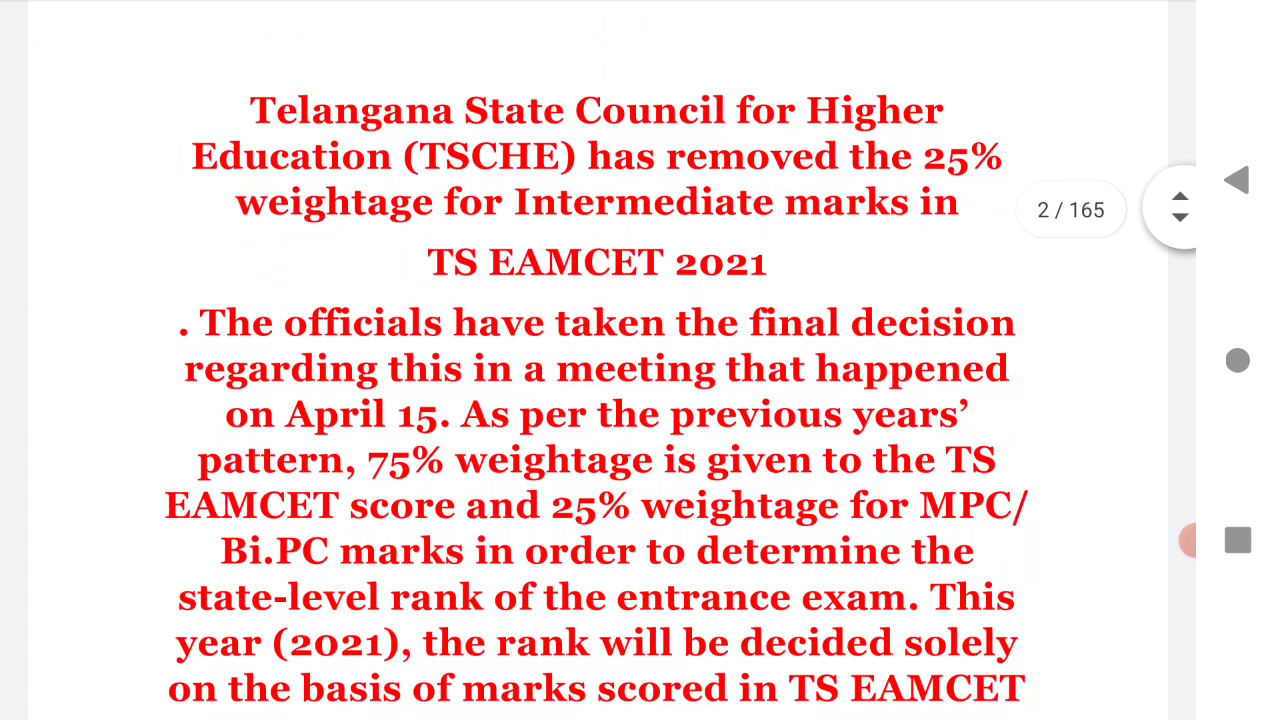 Telangana State Council for Higher
Education (TSCHE) has removed the 25%
weightage for Intermediate marks in
2 / 165
TS EAMCET 2021
. The officials have taken the final decision
regarding this in a meeting that happened
on April 15. As per the previous years’
pattern, 75% weightage is given to the TS
EAMCET score and 25% weightage for MPC/
Bi.PC marks in order to determine the
state-level rank of the entrance exam. This
year (2021), the rank will be decided solely
on the basis of marks scored in TS EAMCET